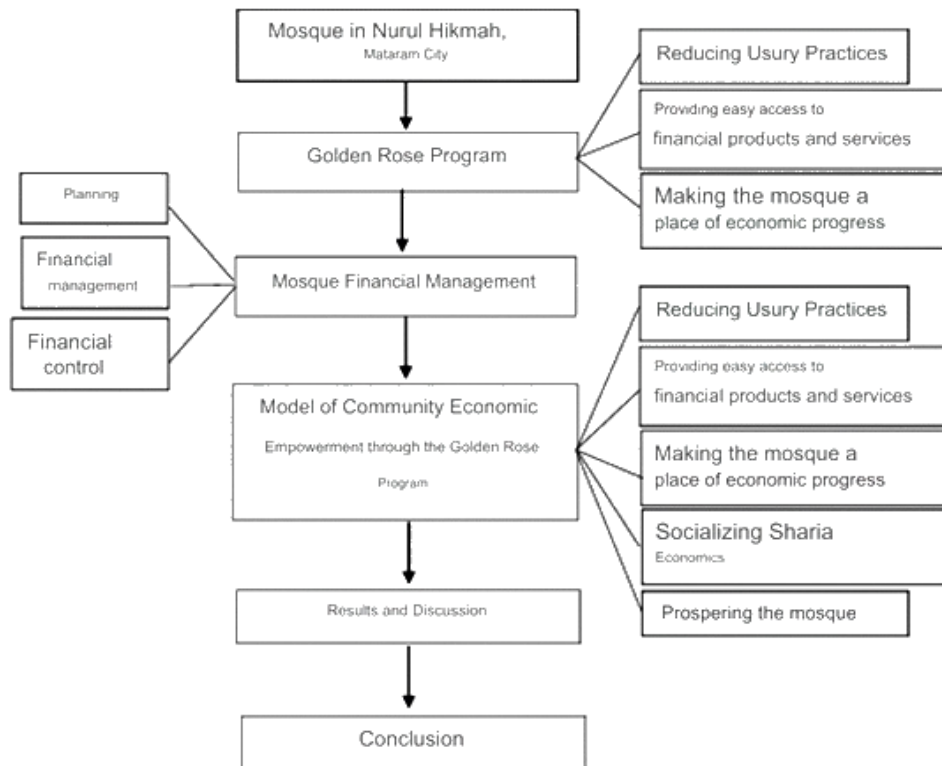 Mosque in Nurul Hikmah,
Mataram City
Reducing Usury Practices
Providing easy access to
financial products and services
Golden Rose Program
Making the mosque a
place of economic progress
Planning
Financial
management
Mosque Financial Management
Financial
control
Reducing Usury Practices
Providing easy access to
financial products and services
Model of Community Economic
Empowerment through the Golden Rose
Program
Making the mosque a
place of economic progress
Socializing Sharia
Economics
Results and Discussion
Prospering the mosque
Conclusion